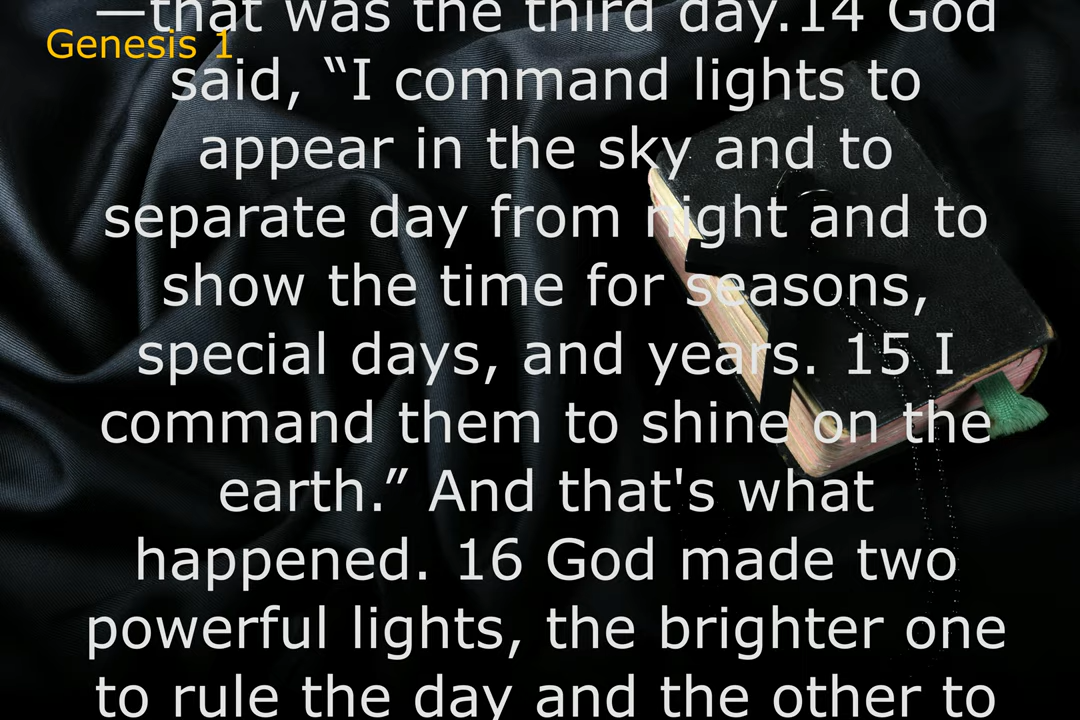 —that was the third day.14 God
Genesis 1
said, “I command lights to
appear in the sky and to
separate day from night and to
show the time for seasons,
special days, and years. 15 I
command them to shine on the
earth.” And that's what
happened. 16 God made two
powerful lights, the brighter one
to rule the day and the other to